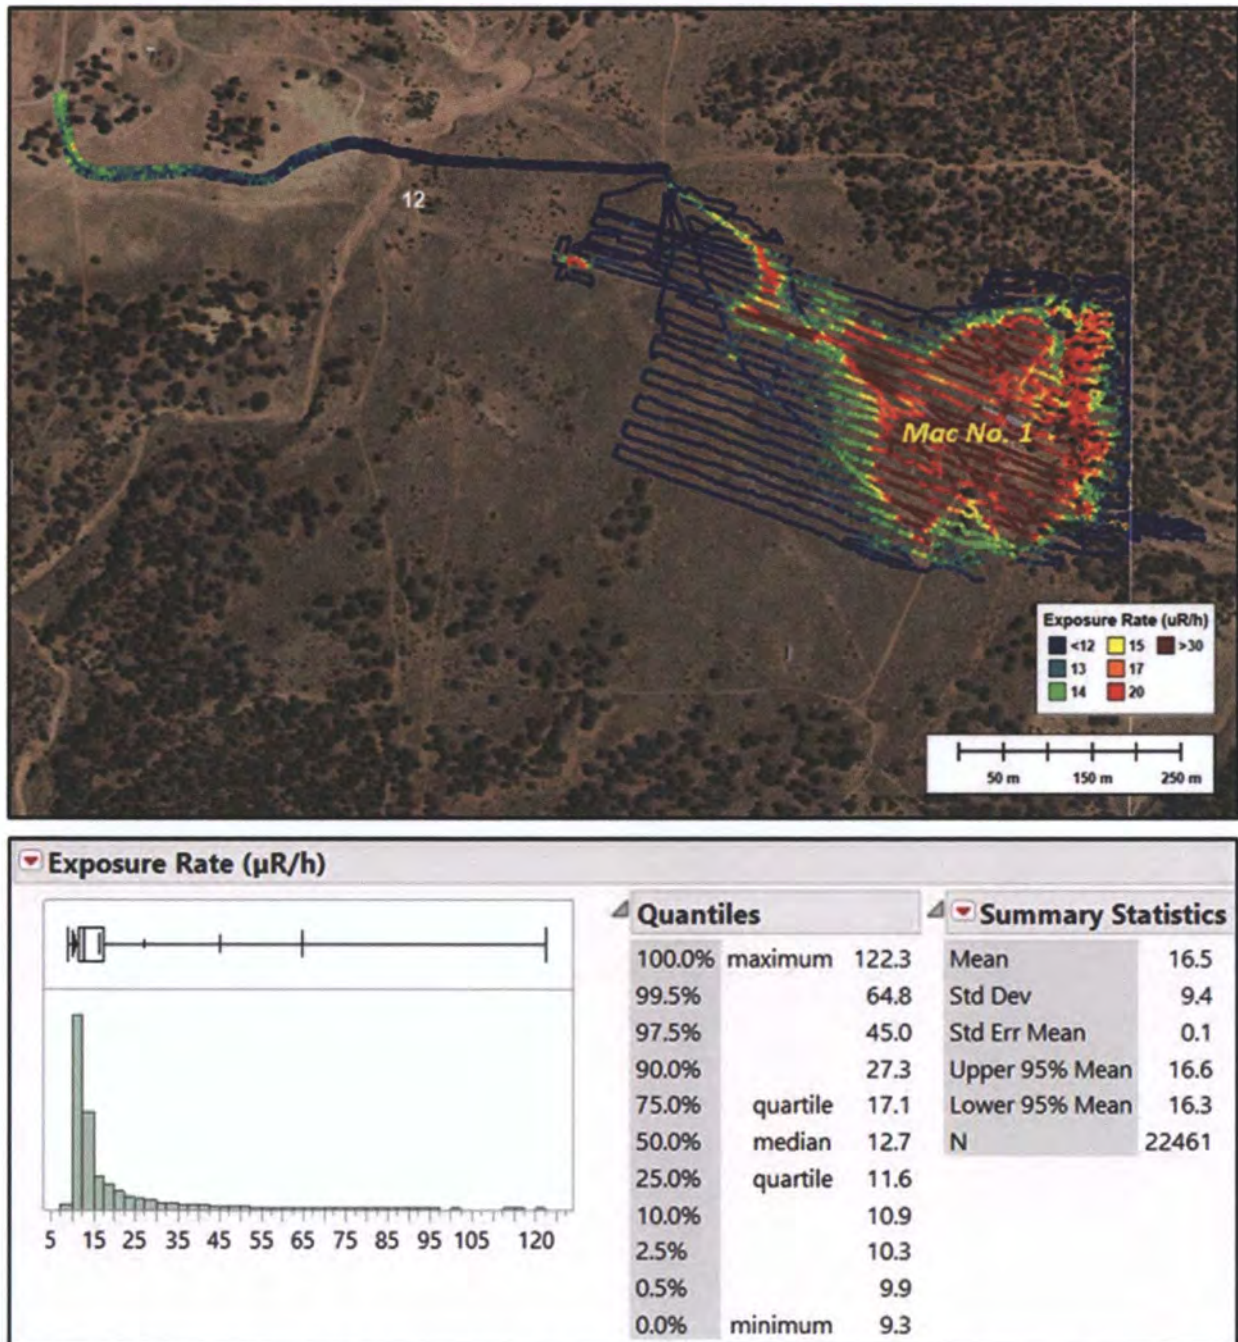 12
Mac No. 1
Exposure Rate (uR/h)
<12 15 >30
13 17
14 20
50 m 150 m 250 m
Exposure Rate (µR/h)
Quantiles
100.0% maximum 122.3
99.5% 64.8
97.5% 45.0
90.0% 27.3
75.0% quartile 17.1
50.0% median 12.7
25.0% quartile 11.6
10.0% 10.9
2.5% 10.3
0.5% 9.9
0.0% minimum 9.3
Summary Statistics
Mean 16.5
Std Dev 9.4
Std Err Mean 0.1
Upper 95% Mean 16.6
Lower 95% Mean 16.3
N 22461
5 15 25 35 45 55 65 75 85 95 105 120